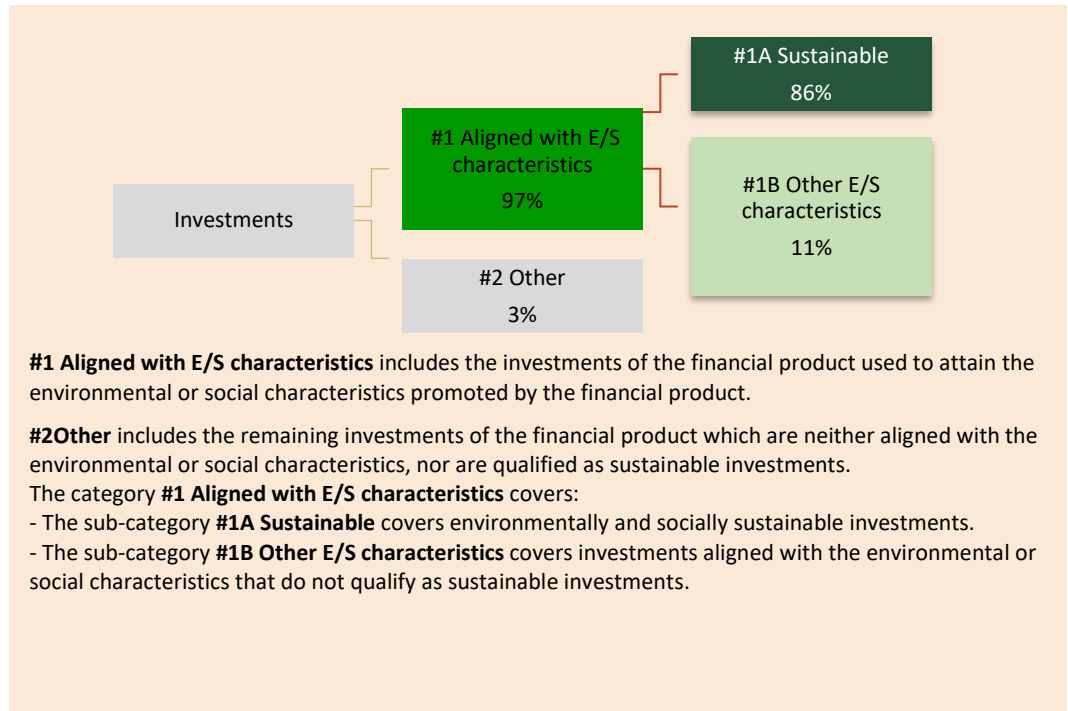 #1A Sustainable
86%
#1 Aligned with E/S
characteristics
97%
#1B Other E/S
characteristics
11%
Investments
#2 Other
3%
#1 Aligned with E/S characteristics includes the investments of the financial product used to attain the
environmental or social characteristics promoted by the financial product.
#2Other includes the remaining investments of the financial product which are neither aligned with the
environmental or social characteristics, nor are qualified as sustainable investments.
The category #1 Aligned with E/S characteristics covers:
- The sub-category #1A Sustainable covers environmentally and socially sustainable investments.
- The sub-category #1B Other E/S characteristics covers investments aligned with the environmental or
social characteristics that do not qualify as sustainable investments.